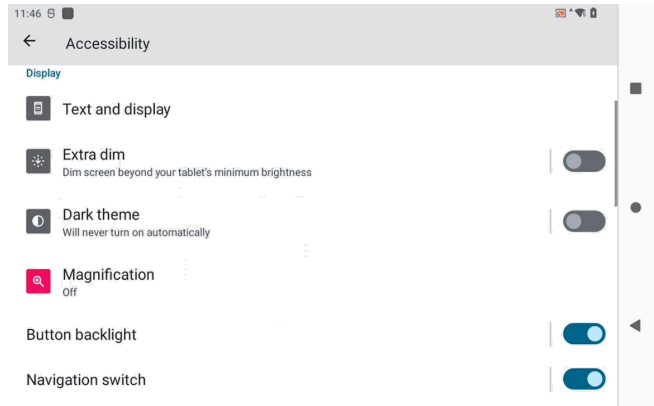 11:46
Accessibility
Display
Text and display
Extra dim
Dim screen beyond your tablet's minimum brightness
Dark theme
Will never turn on automatically
Magnification
Off
Button backlight
Navigation switch